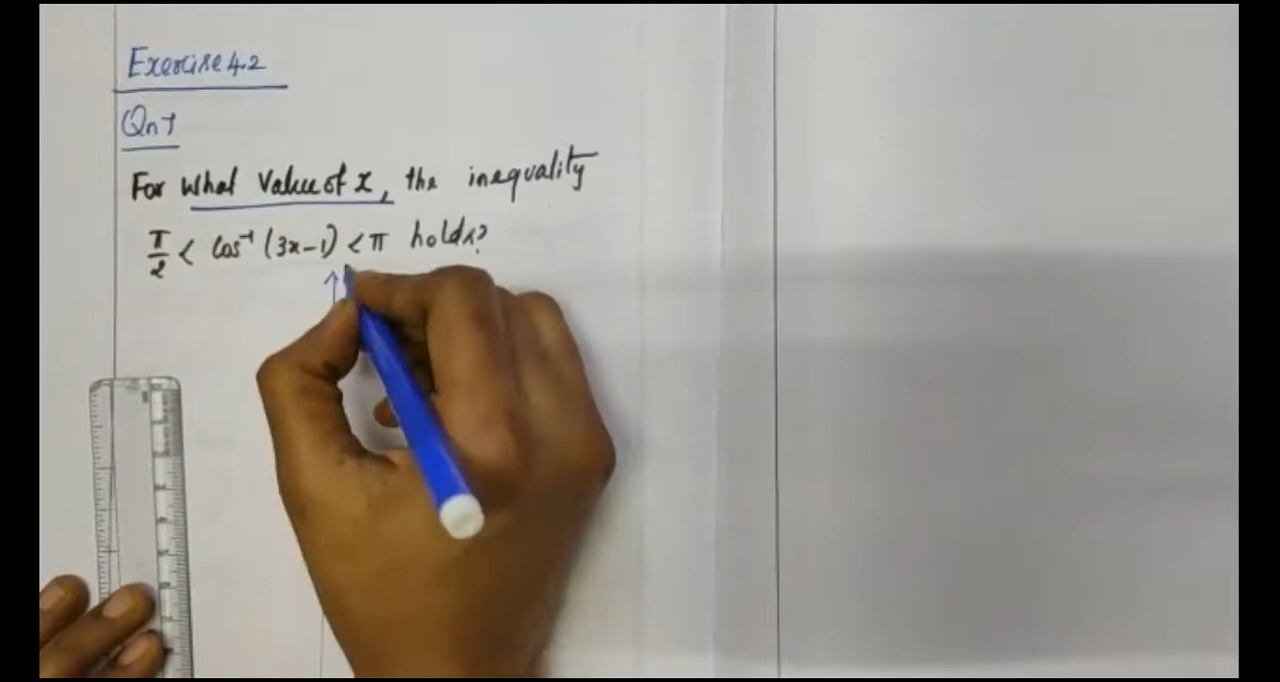 Exercise 4.2
Qn 7
For what value of x, the inequality
π/2 < cos⁻¹ (3x-1) < π holds?